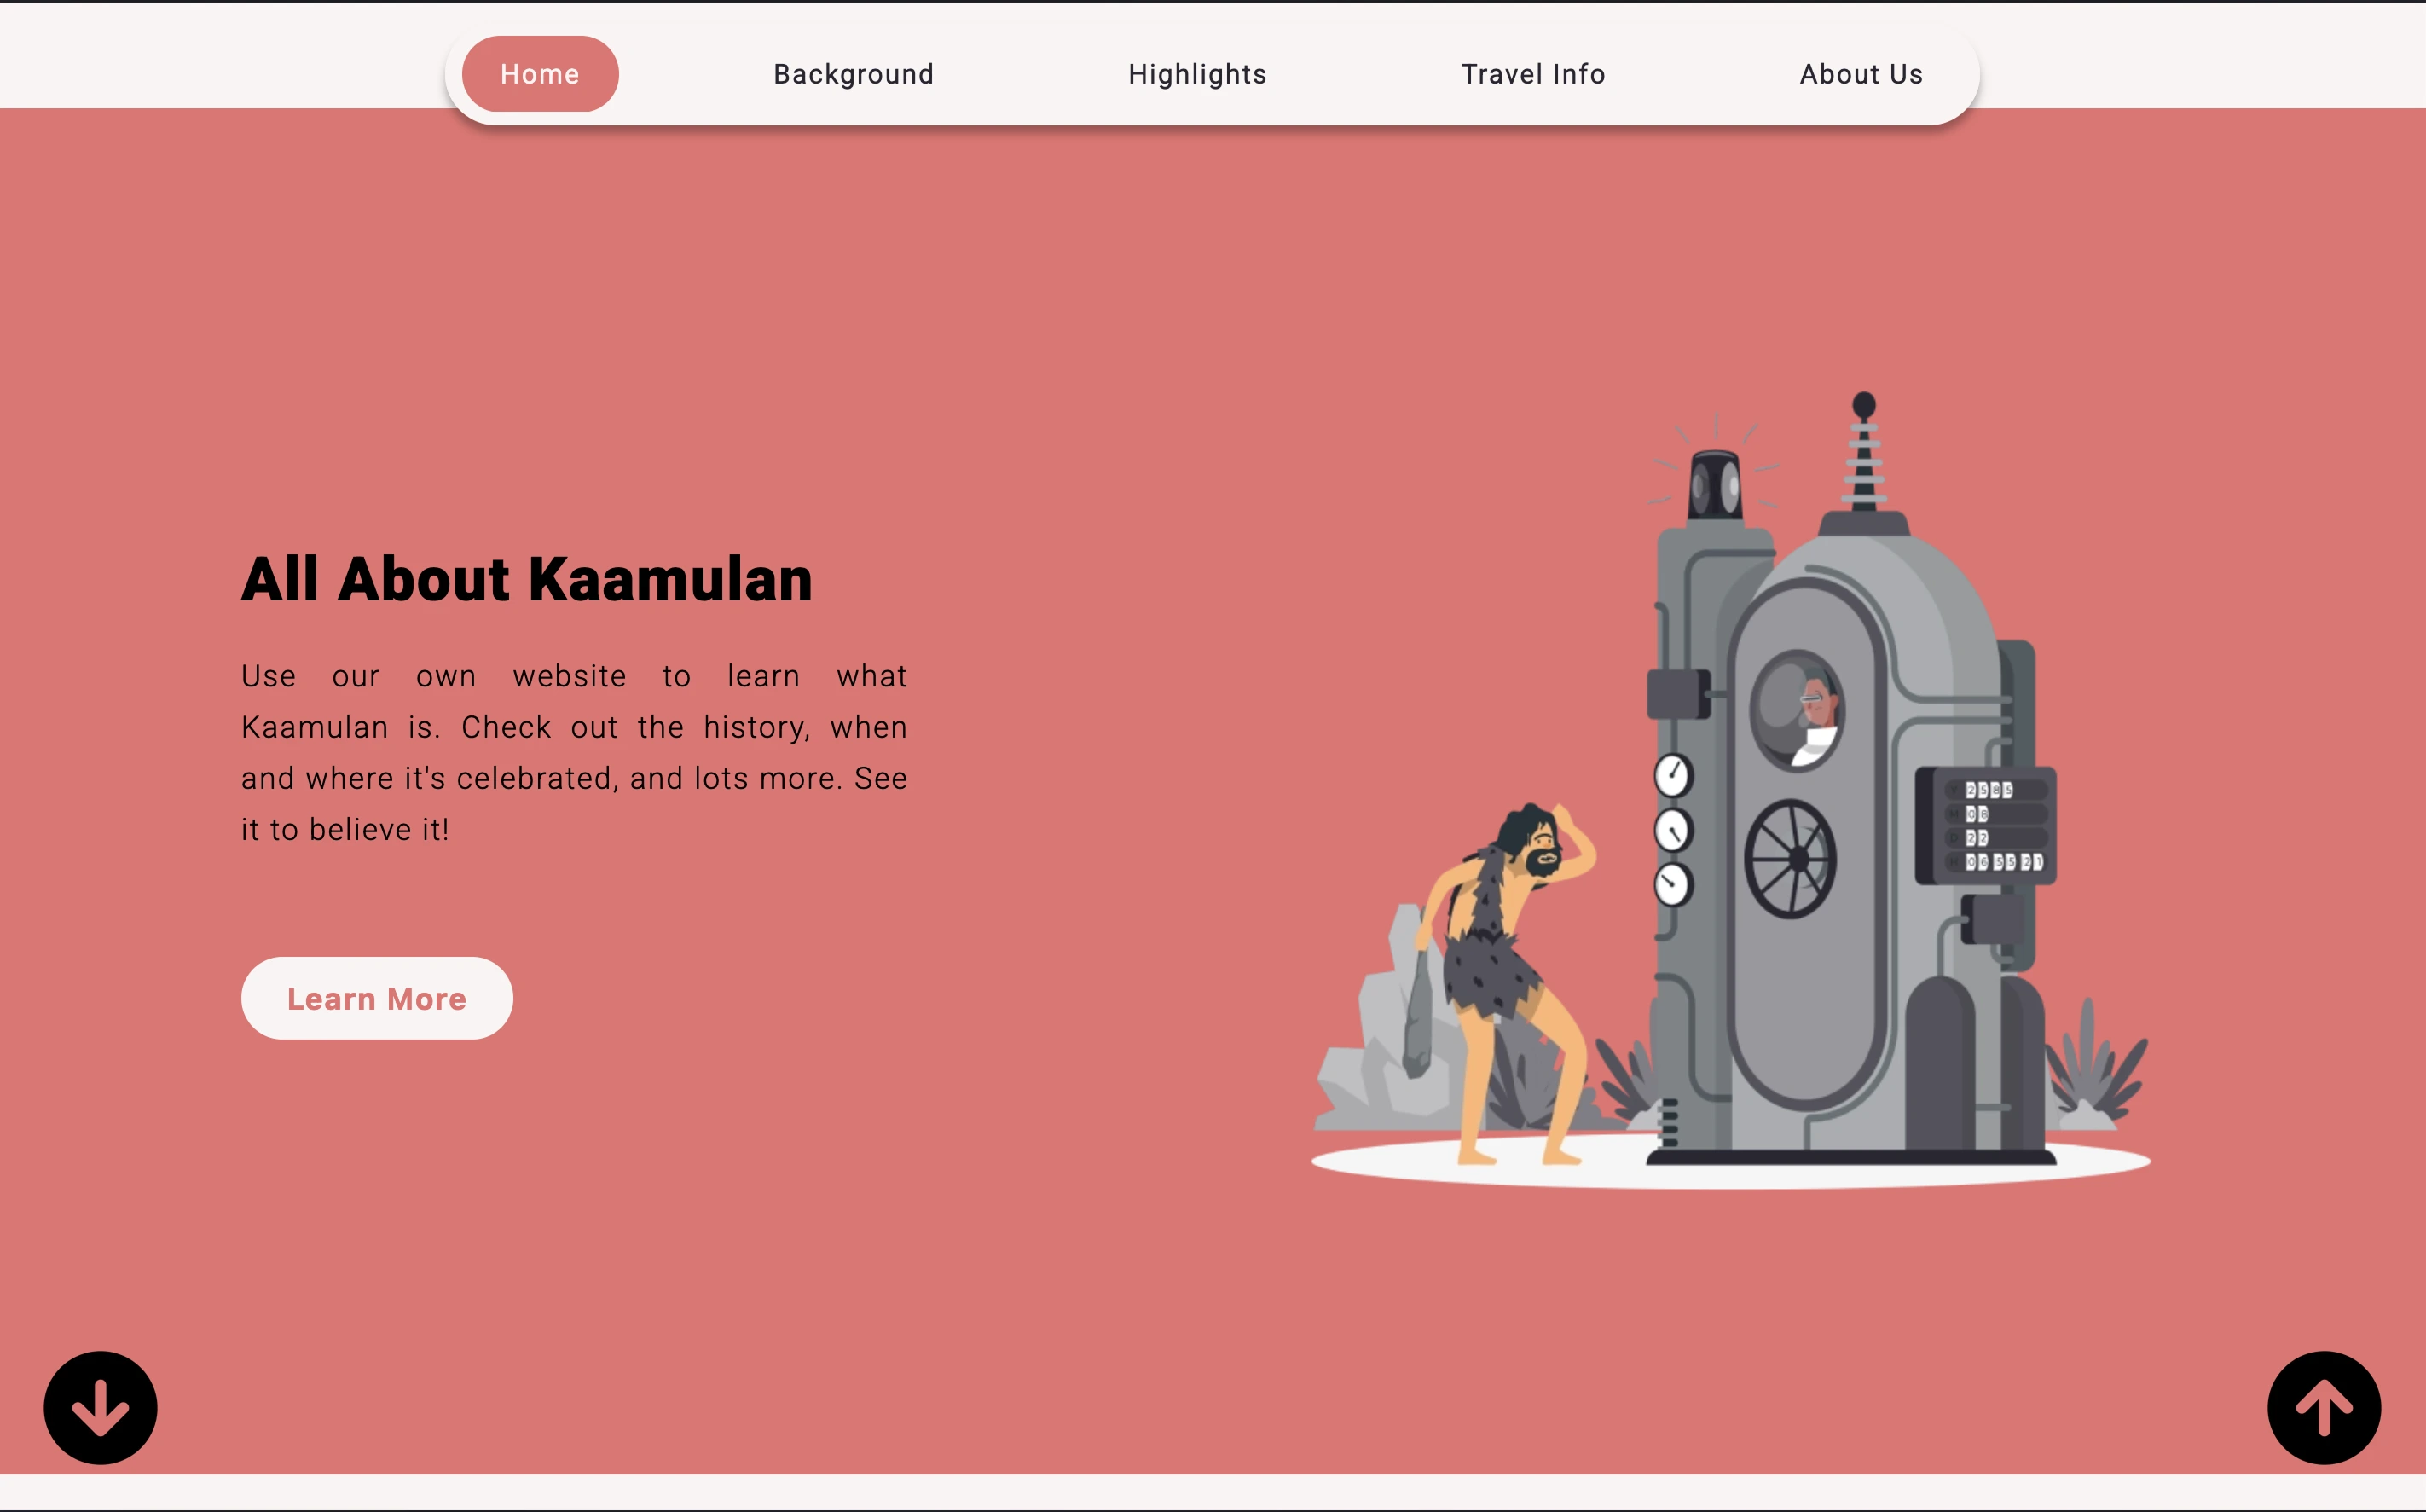 Home Background Highlights Travel Info About Us
All About Kaamulan
Use our own website to learn what
Kaamulan is. Check out the history, when
and where it's celebrated, and lots more. See
it to believe it!
Learn More
Y 2585
M 08
D 22
H 06 55 21